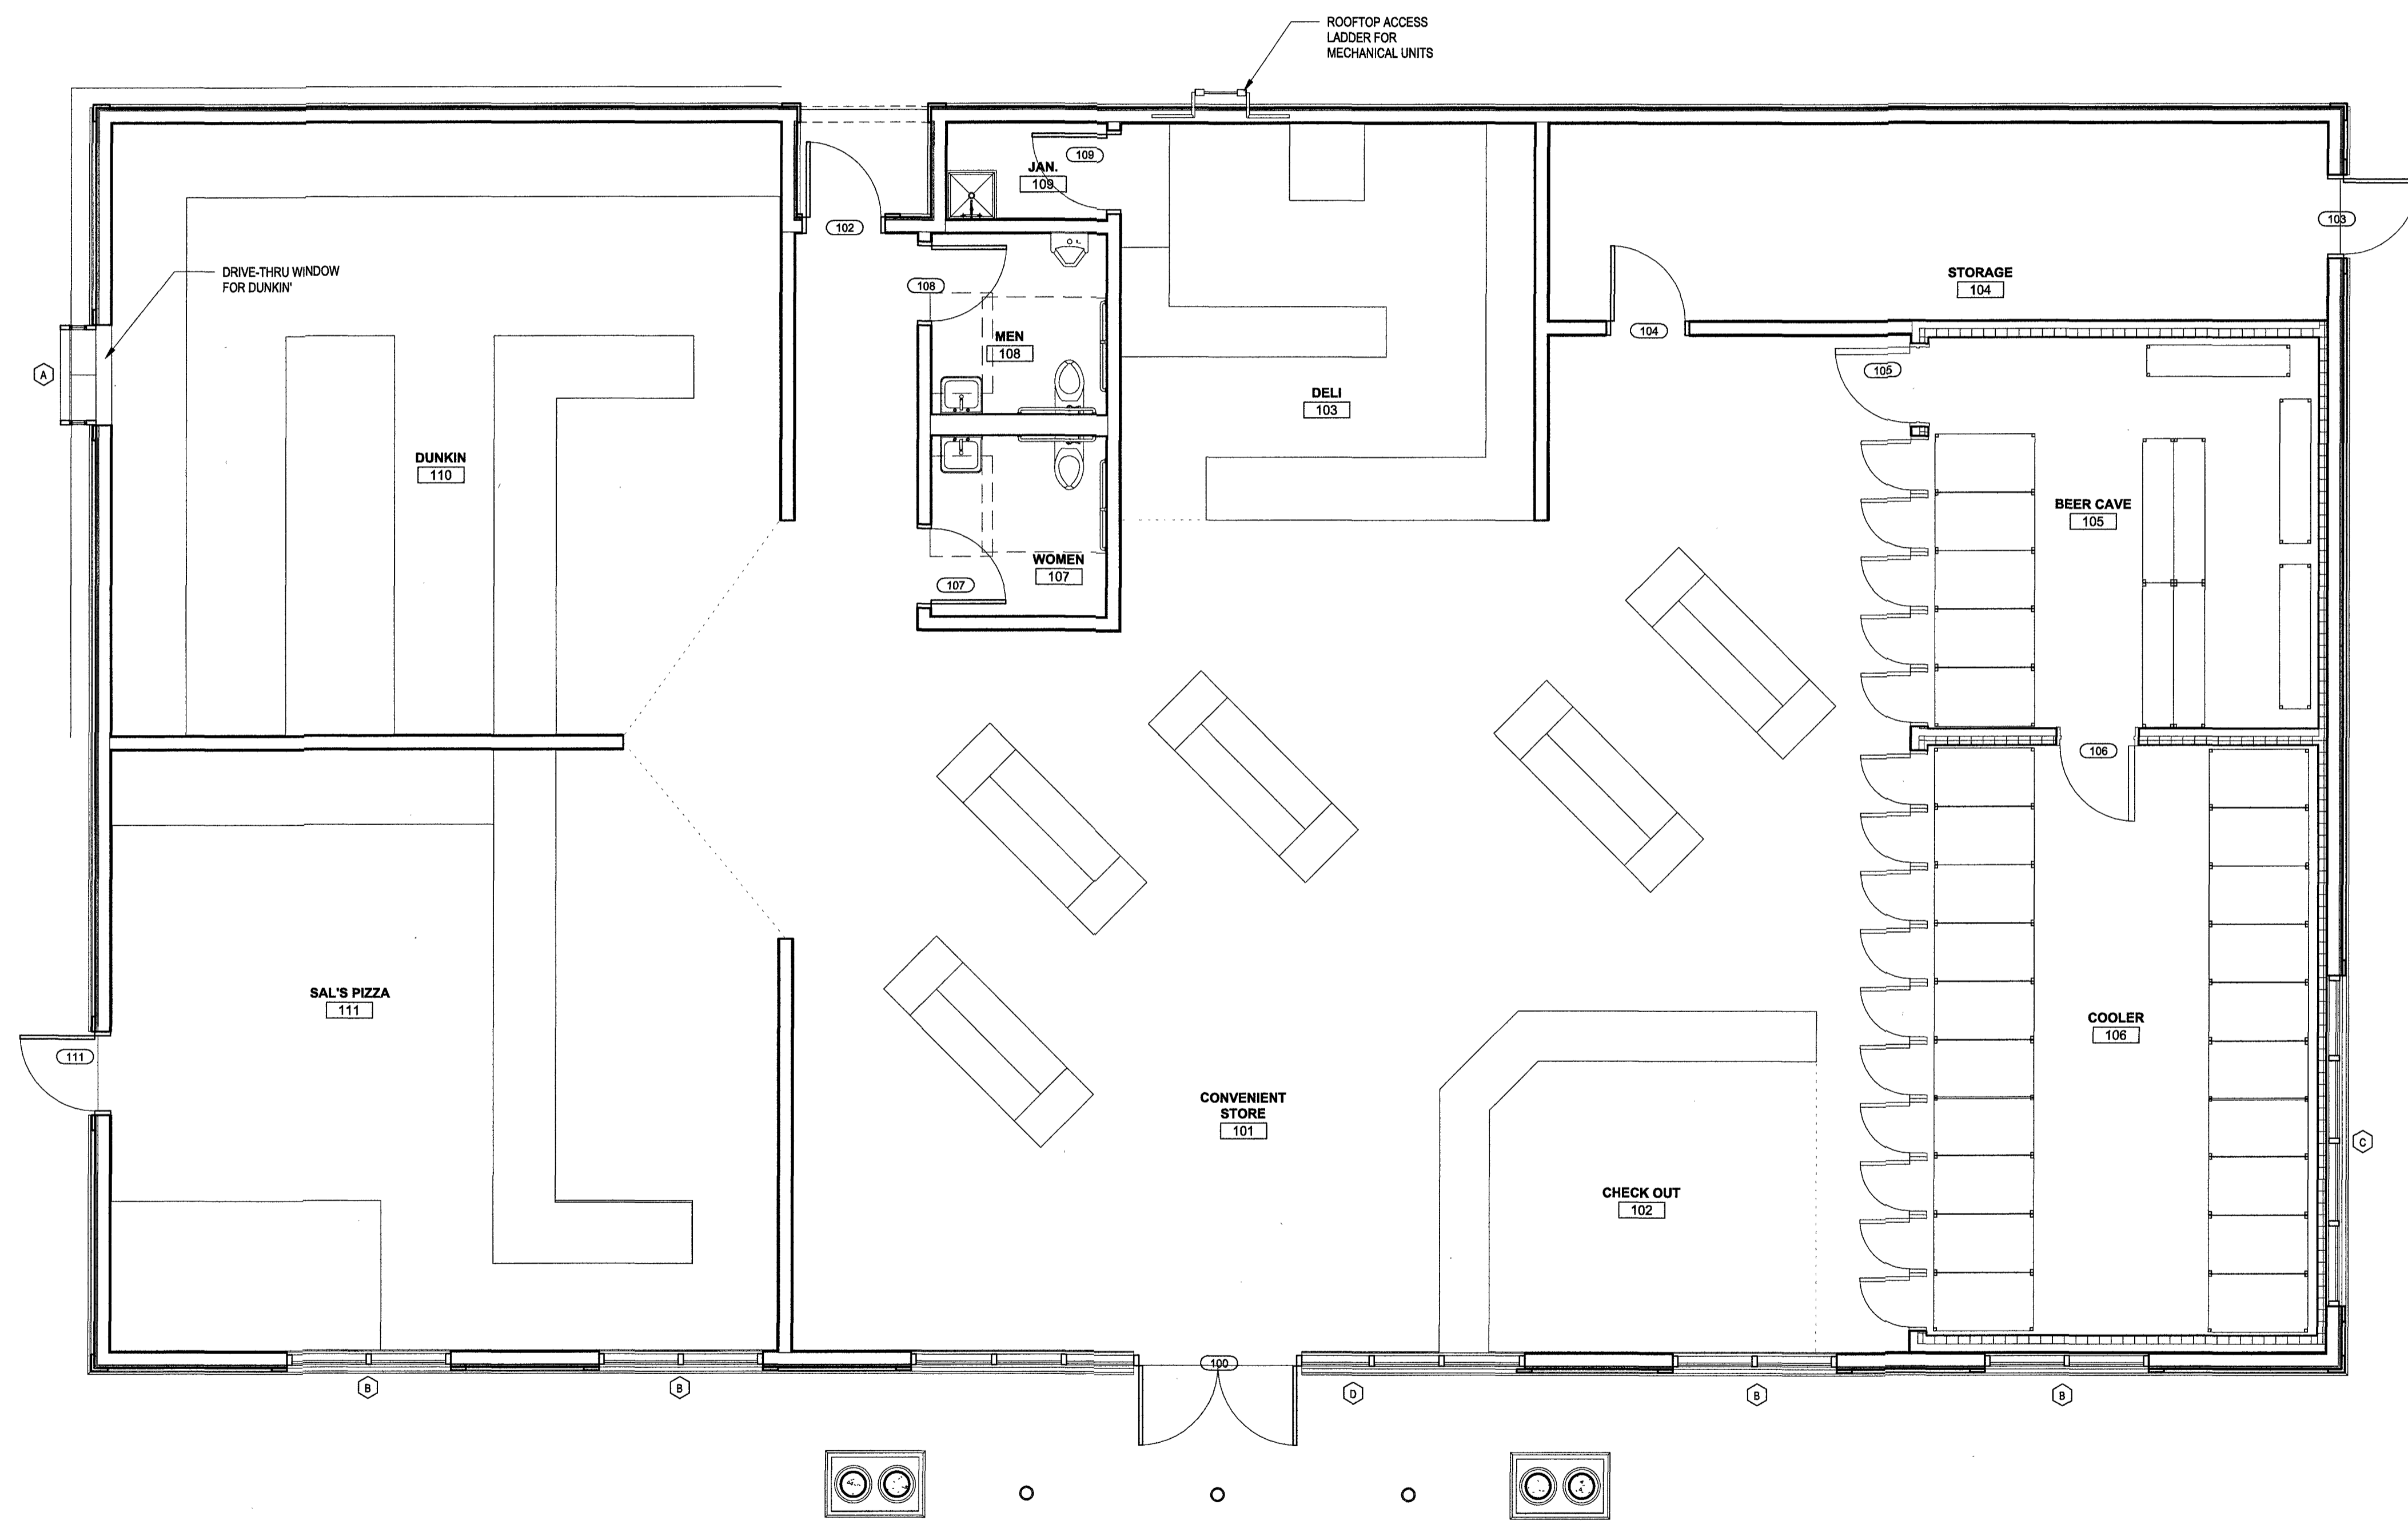 ROOFTOP ACCESS
LADDER FOR
MECHANICAL UNITS
109
JAN.
109
103
102
DRIVE-THRU WINDOW
FOR DUNKIN'
STORAGE
104
108
104
MEN
108
A
105
DELI
103
DUNKIN
110
BEER CAVE
105
WOMEN
107
107
106
SAL'S PIZZA
111
COOLER
106
111
CONVENIENT
STORE
101
C
CHECK OUT
102
100
B
B
D
B
B